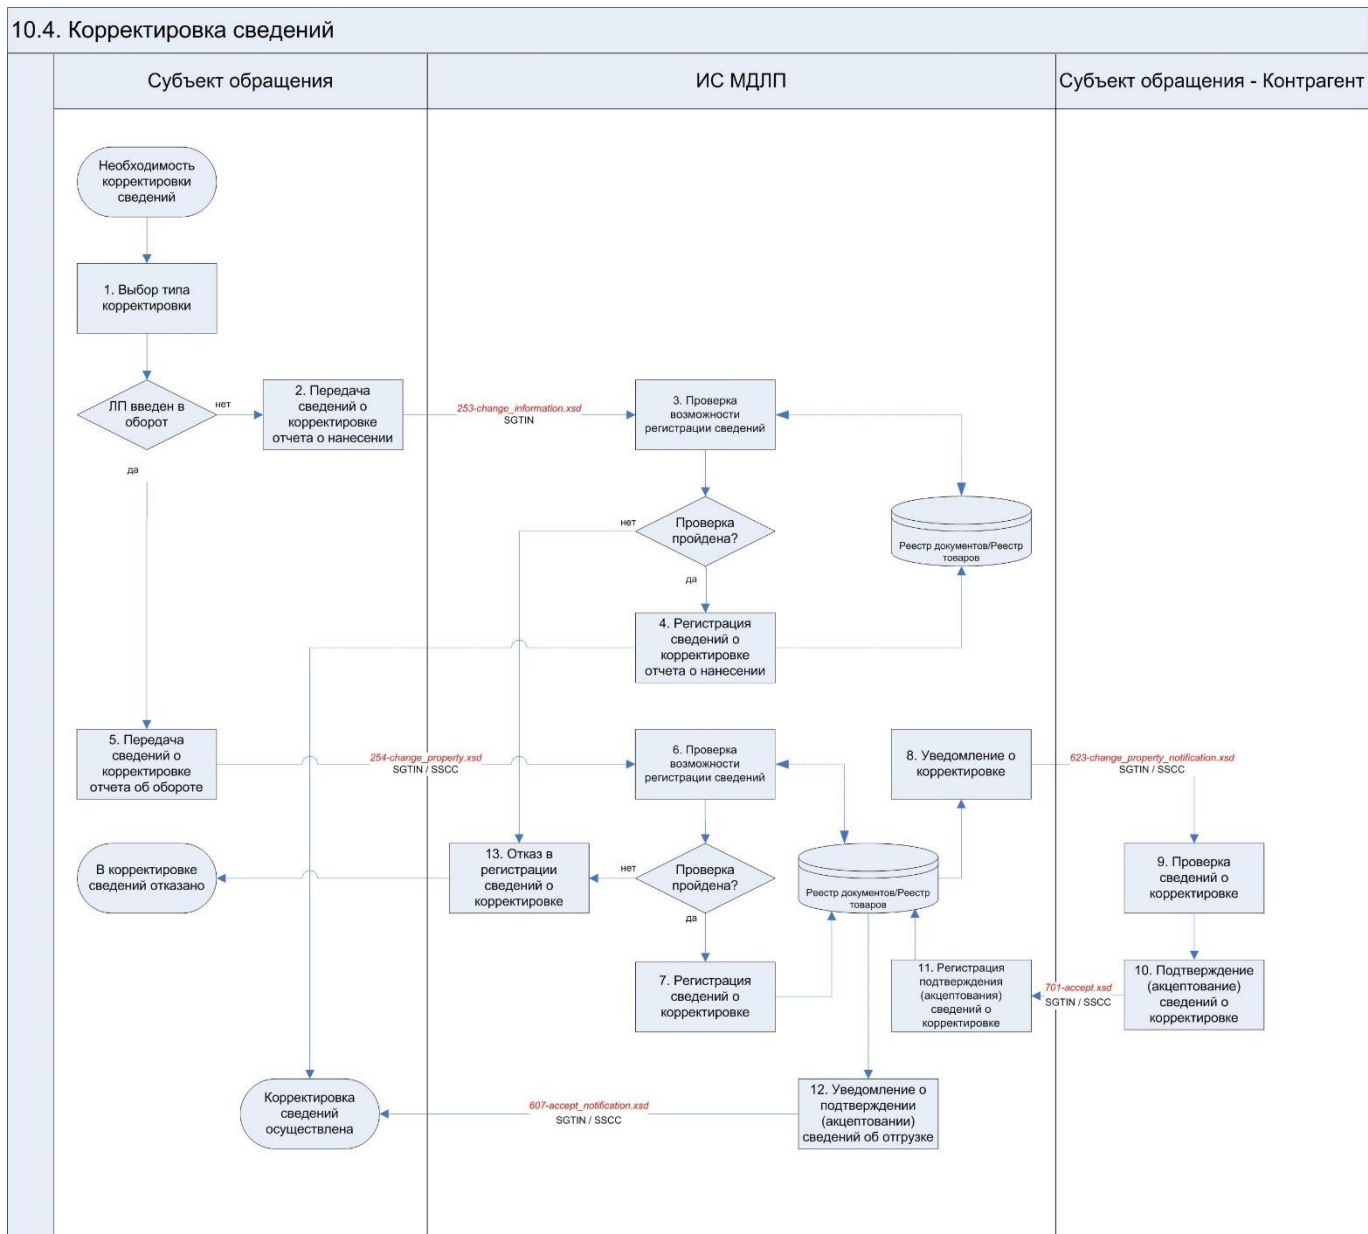 10.4. Корректировка сведений
Субъект обращения
ИС МДЛП
Субъект обращения - Контрагент
Необходимость
корректировки
сведений
1. Выбор типа
корректировки
ЛП введен в
оборот
нет
да
2. Передача
сведений о
корректировке
отчета о нанесении
253-change_information.xsd
SGTIN
3. Проверка
возможности
регистрации сведений
Проверка
пройдена?
нет
да
Реестр документов/Реестр
товаров
4. Регистрация
сведений о
корректировке
отчета о нанесении
5. Передача
сведений о
корректировке
отчета об обороте
254-change_property.xsd
SGTIN / SSCC
6. Проверка
возможности
регистрации сведений
8. Уведомление о
корректировке
623-change_property_notification.xsd
SGTIN / SSCC
В корректировке
сведений отказано
13. Отказ в
регистрации
сведений о
корректировке
нет
Проверка
пройдена?
да
Реестр документов/Реестр
товаров
9. Проверка
сведений о
корректировке
7. Регистрация
сведений о
корректировке
11. Регистрация
подтверждения
(акцептования)
сведений о
корректировке
701-accept.xsd
SGTIN / SSCC
10. Подтверждение
(акцептование)
сведений о
корректировке
Корректировка
сведений
осуществлена
607-accept_notification.xsd
SGTIN / SSCC
12. Уведомление о
подтверждении
(акцептовании)
сведений об отгрузке